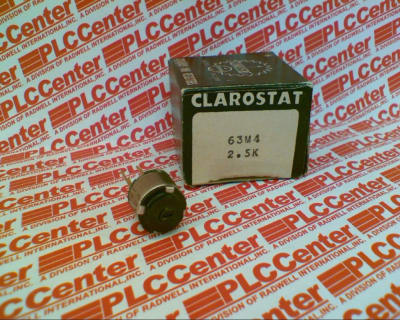 CLAROSTAT
63M4
2.5K
PLCCenter
A DIVISION OF RADWELL INTERNATIONAL, INC.